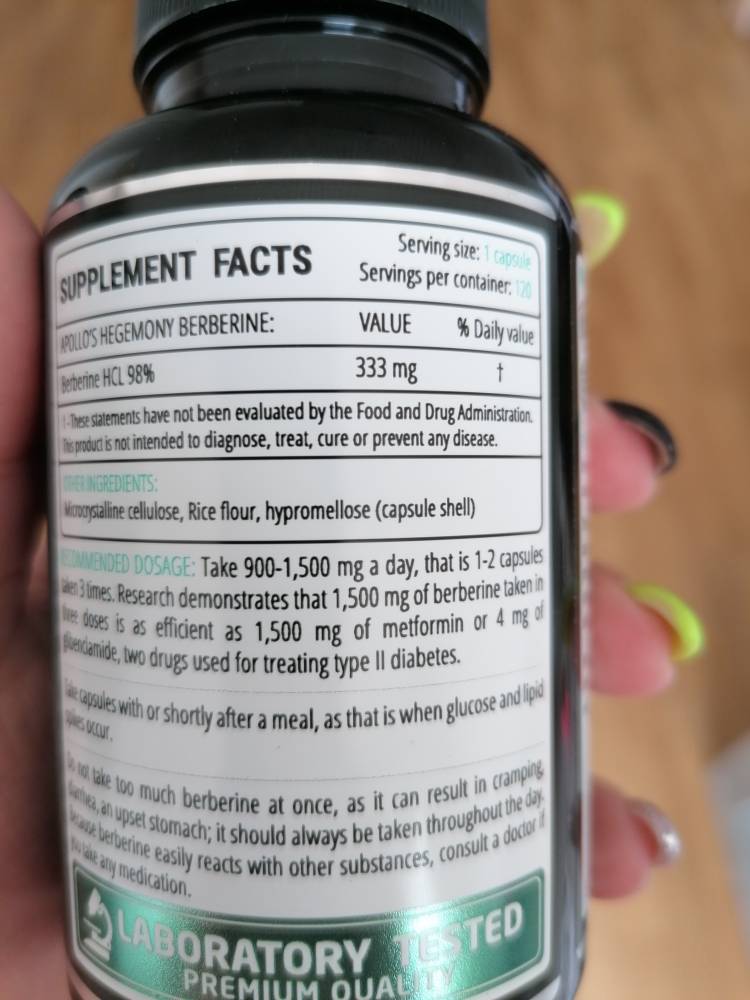 SUPPLEMENT FACTS
Serving size: 1 capsule
Servings per container: 120
APOLLO'S HEGEMONY BERBERINE: VALUE % Daily value
Berberine HCL 98% 333 mg †
-These statements have not been evaluated by the Food and Drug Administration.
This product is not intended to diagnose, treat, cure or prevent any disease.
OTHER INGREDIENTS:
Microcrystalline cellulose, Rice flour, hypromellose (capsule shell)
RECOMMENDED DOSAGE: Take 900-1,500 mg a day, that is 1-2 capsules
taken 3 times. Research demonstrates that 1,500 mg of berberine taken in
three doses is as efficient as 1,500 mg of metformin or 4 mg of
glibenclamide, two drugs used for treating type II diabetes.
Take capsules with or shortly after a meal, as that is when glucose and lipid
spikes occur.
Do not take too much berberine at once, as it can result in cramping,
diarrhea, an upset stomach; it should always be taken throughout the day.
Because berberine easily reacts with other substances, consult a doctor if
you take any medication.
LABORATORY TESTED
PREMIUM QUALITY